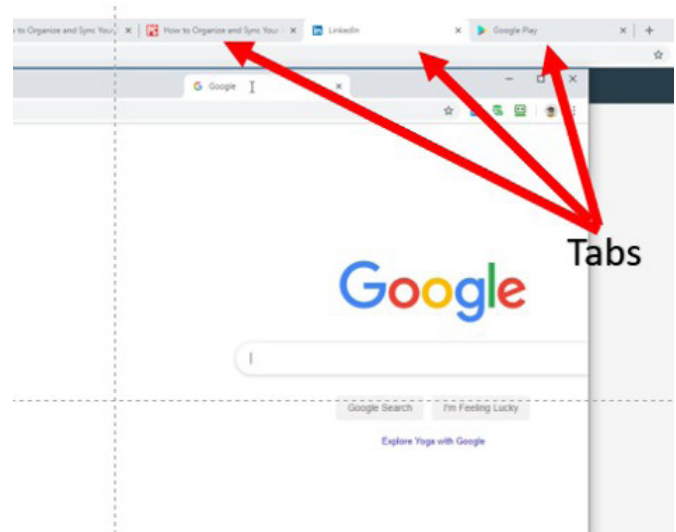 to Organize and Sync Your
How to Organize and Sync Your
LinkedIn
Google Play
Google
Tabs
Google
Google Search
I'm Feeling Lucky
Explore Yoga with Google